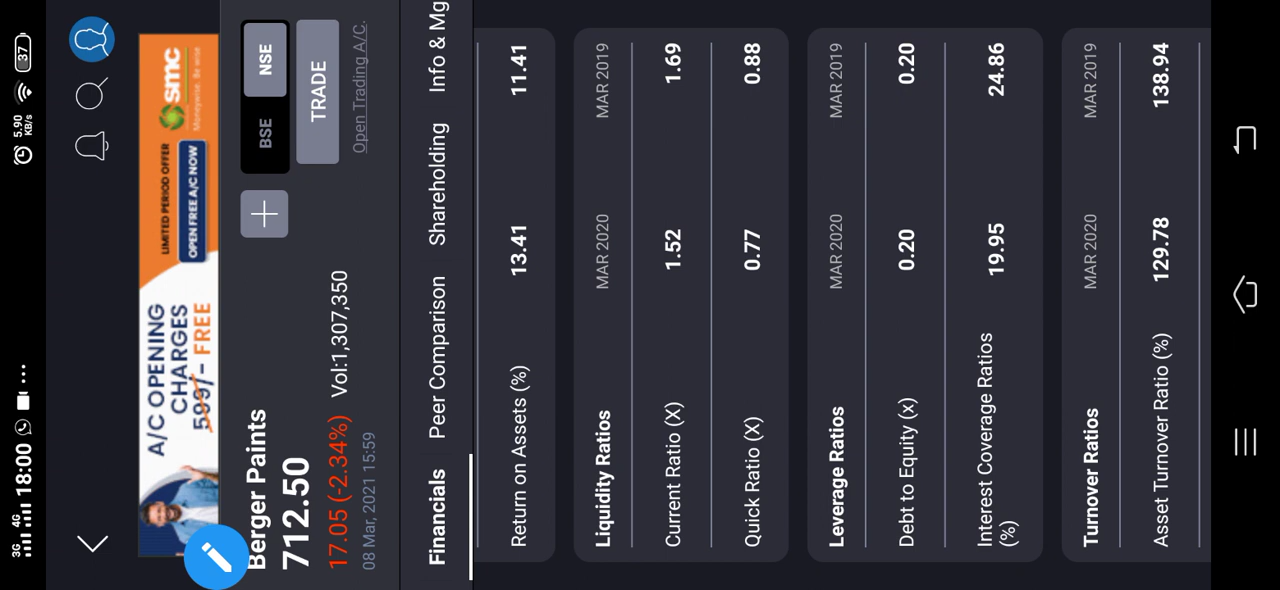 3G 4G 18:00 ... 5.90 KB/s 37
A/C OPENING
CHARGES
599/- FREE
LIMITED PERIOD OFFER
OPEN FREE A/C NOW
smc
Moneywise. Be wise
Berger Paints
712.50
17.05 (-2.34%) Vol:1,307,350
08 Mar, 2021 15:59
BSE NSE
TRADE
Open Trading A/C.
Financials Peer Comparison Shareholding Info & Mg
Return on Assets (%) 13.41 11.41
Liquidity Ratios MAR 2020 MAR 2019
Current Ratio (X) 1.52 1.69
Quick Ratio (X) 0.77 0.88
Leverage Ratios MAR 2020 MAR 2019
Debt to Equity (x) 0.20 0.20
Interest Coverage Ratios 19.95 24.86
(%)
Turnover Ratios MAR 2020 MAR 2019
Asset Turnover Ratio (%) 129.78 138.94